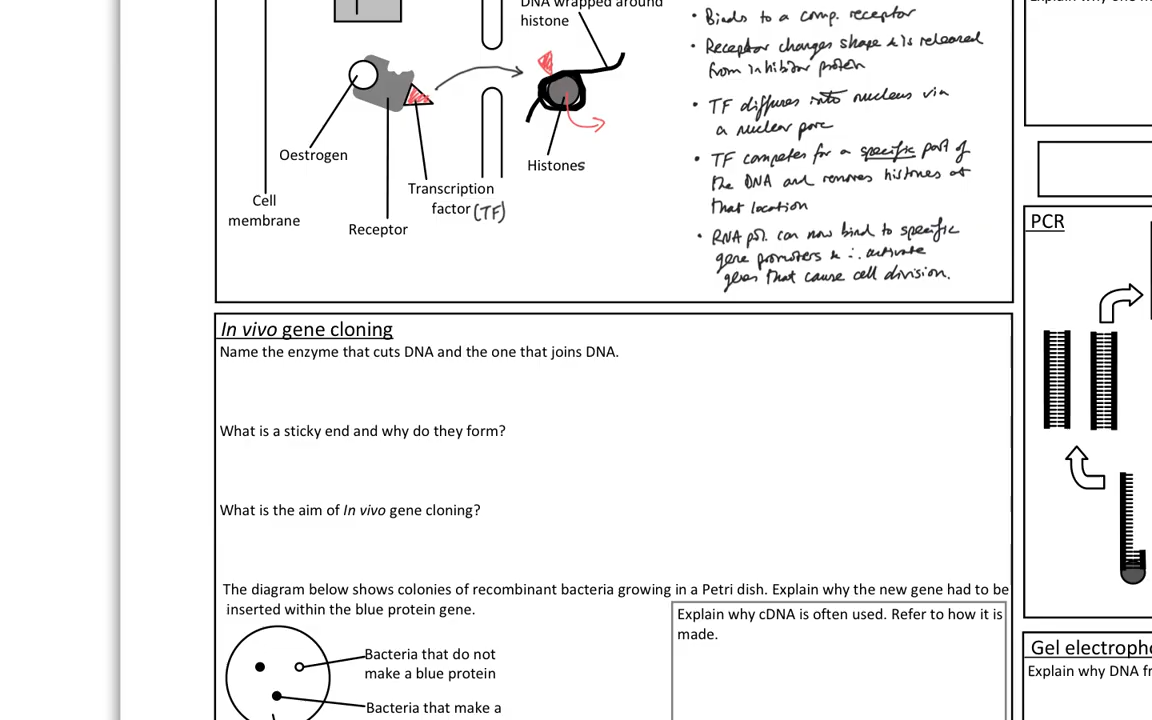 DNA wrapped around
histone
Oestrogen
Cell
membrane
Receptor
Transcription
factor (TF)
Histones
• Binds to a comp. receptor
• Receptor changes shape & is released
from inhibitor protein
• TF diffuses into nucleus via
a nuclear pore
• TF competes for a specific part of
the DNA and removes histones at
that location
• RNA pol. can now bind to specific
gene promoters & ∴ activate
genes that cause cell division.
In vivo gene cloning
Name the enzyme that cuts DNA and the one that joins DNA.
What is a sticky end and why do they form?
What is the aim of In vivo gene cloning?
The diagram below shows colonies of recombinant bacteria growing in a Petri dish. Explain why the new gene had to be
inserted within the blue protein gene.
Bacteria that do not
make a blue protein
Bacteria that make a
Explain why cDNA is often used. Refer to how it is
made.
PCR
Gel electroph
Explain why DNA fr